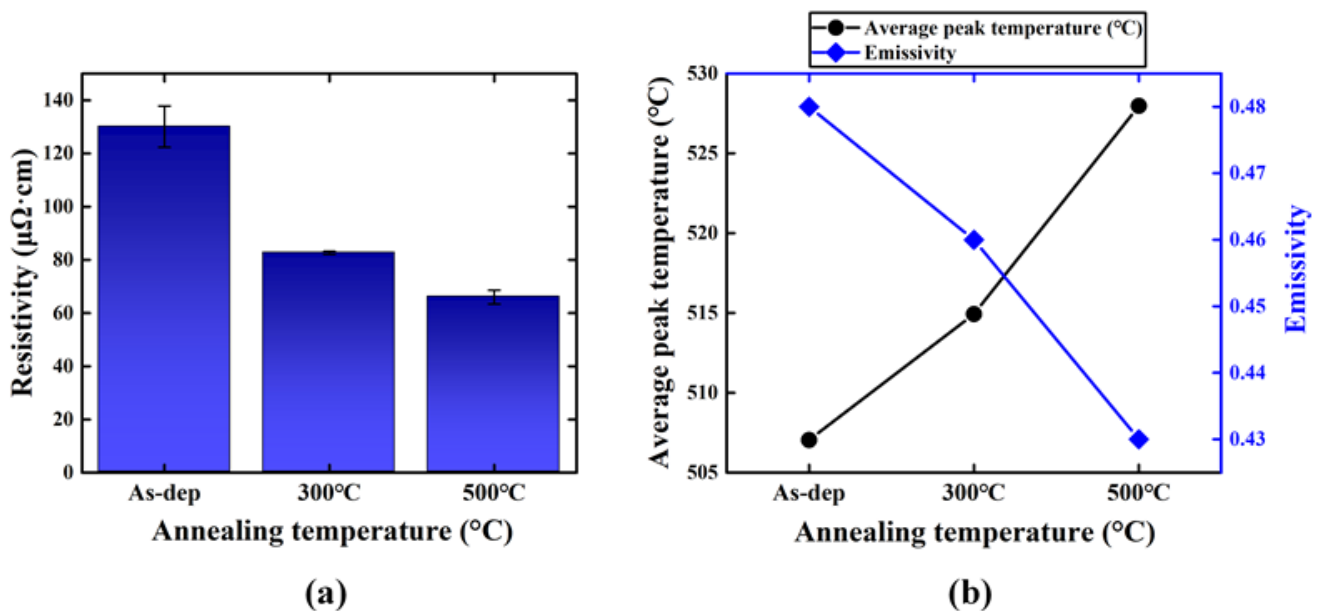 Resistivity (μΩ·cm)
140
120
100
80
60
40
20
0
As-dep
300℃
500℃
Annealing temperature (°C)
(a)
Average peak temperature (℃)
Emissivity
Average peak temperature (°C)
530
525
520
515
510
505
0.48
0.47
0.46
0.45
0.44
0.43
Emissivity
As-dep
300℃
500℃
Annealing temperature (°C)
(b)